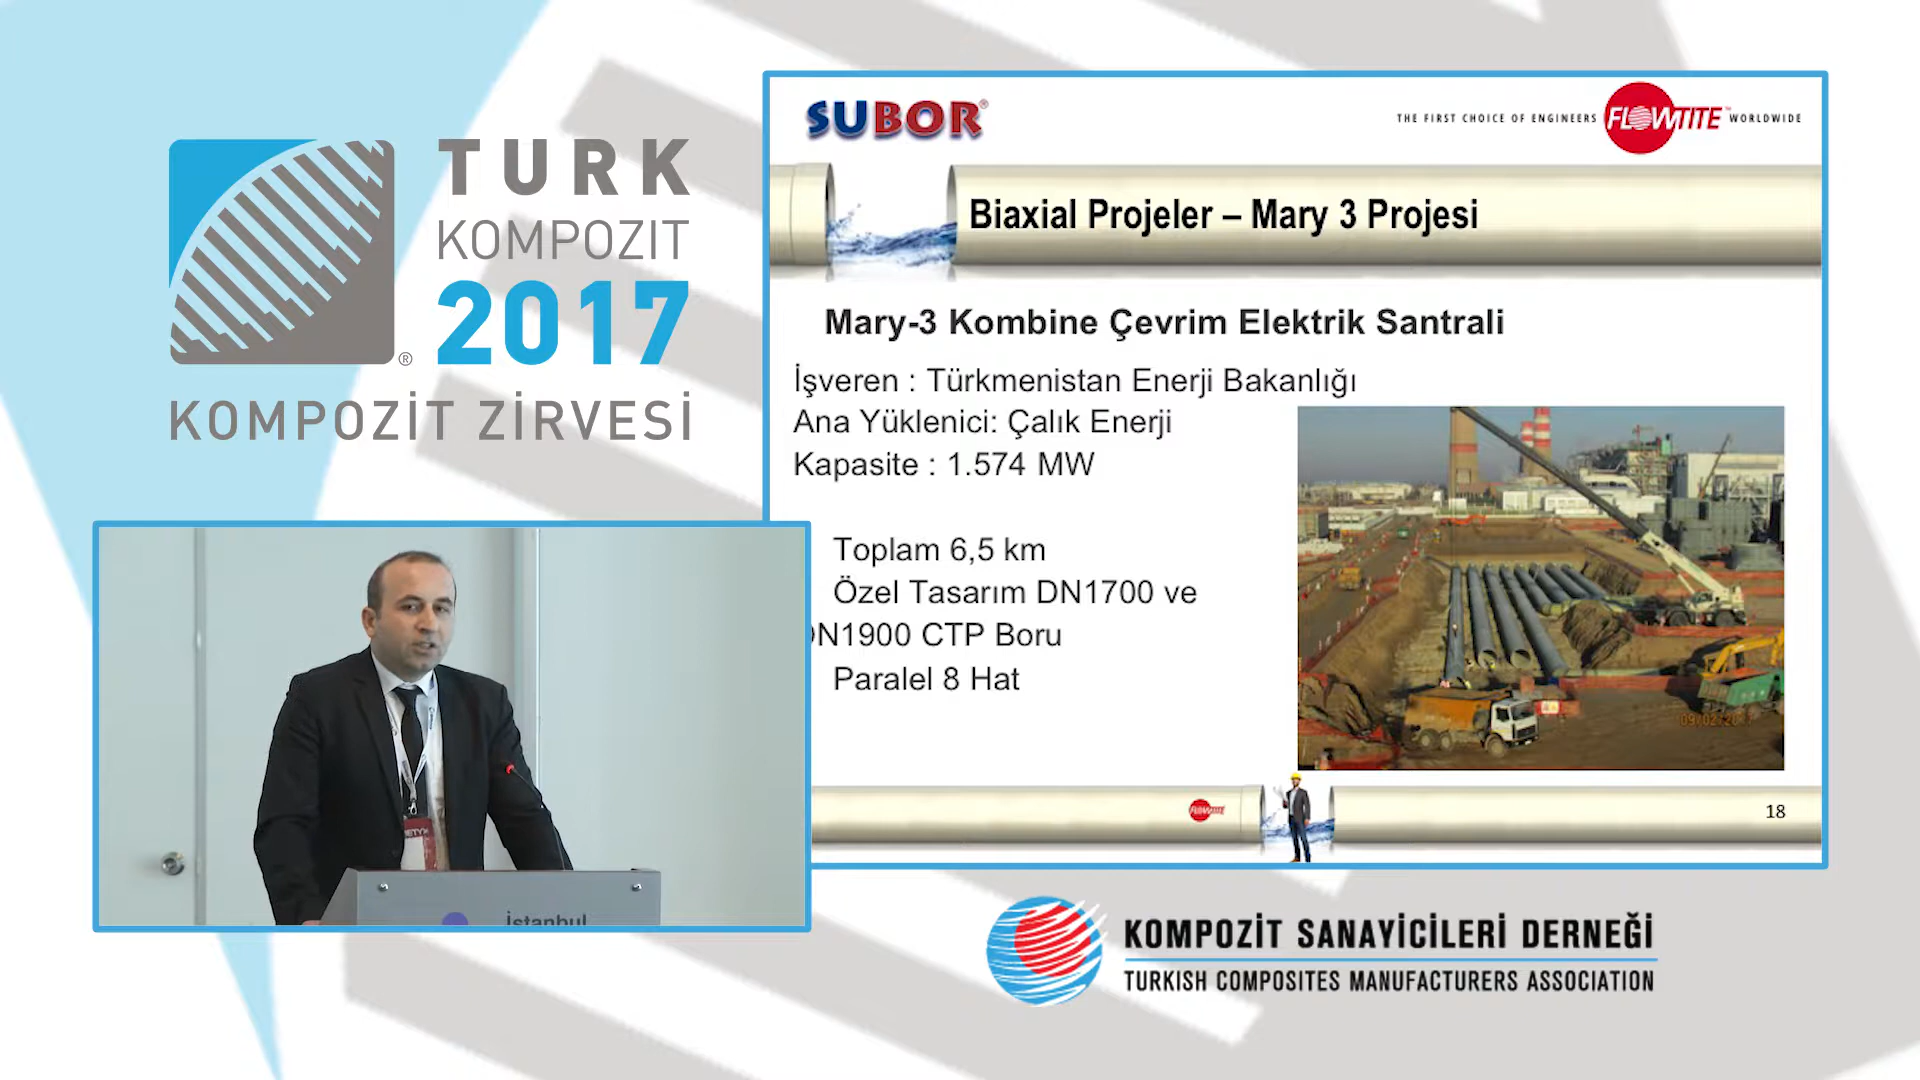 TURK
KOMPOZIT
2017
®
KOMPOZİT ZİRVESİ
SUBOR®
THE FIRST CHOICE OF ENGINEERS FLOWTITE™ WORLDWIDE
Biaxial Projeler – Mary 3 Projesi
Mary-3 Kombine Çevrim Elektrik Santrali
İşveren : Türkmenistan Enerji Bakanlığı
Ana Yüklenici: Çalık Enerji
Kapasite : 1.574 MW
Toplam 6,5 km
Özel Tasarım DN1700 ve
DN1900 CTP Boru
Paralel 8 Hat
FLOWTITE
18
İstanbul
KOMPOZİT SANAYİCİLERİ DERNEĞİ
TURKISH COMPOSITES MANUFACTURERS ASSOCIATION